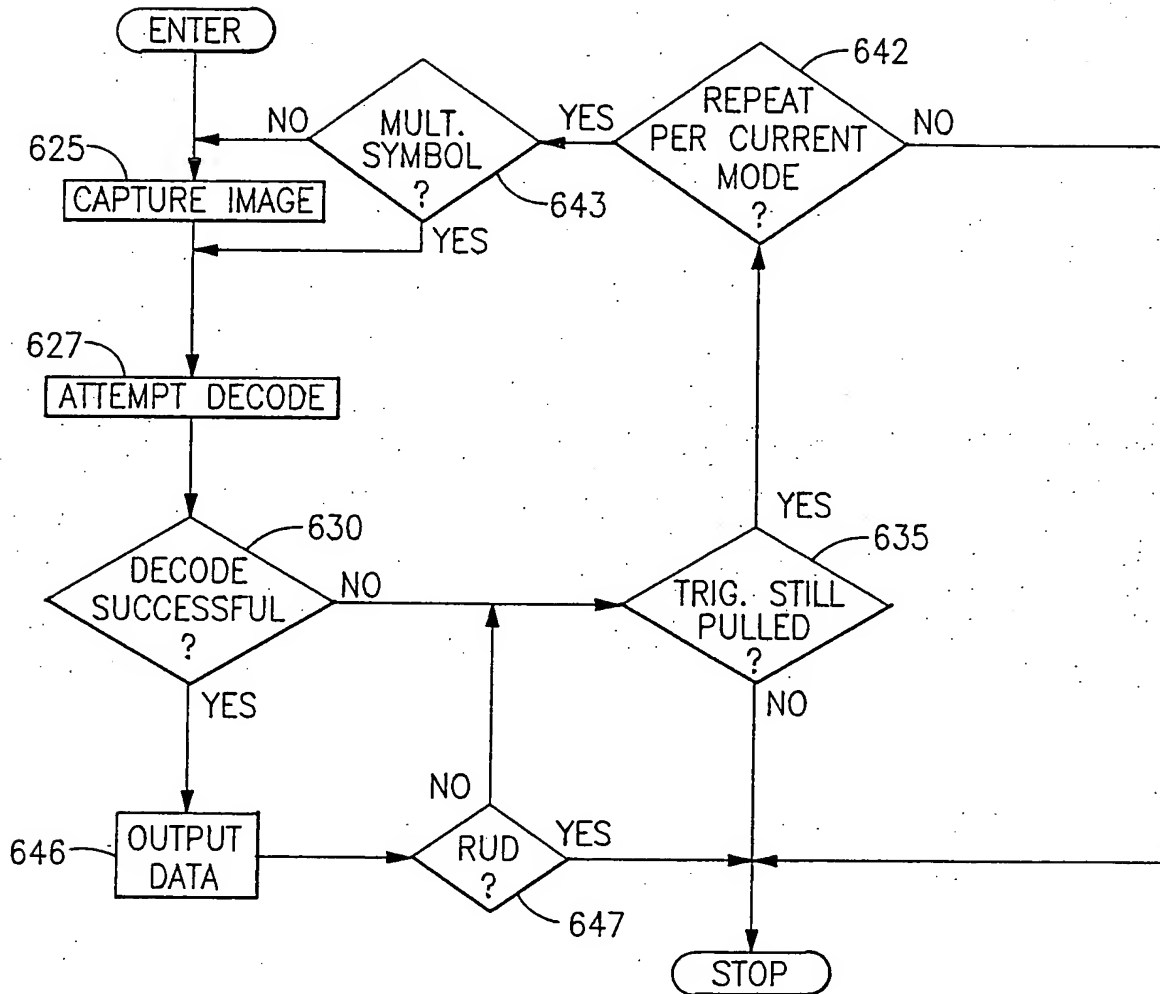 ENTER
642
NO
MULT.
SYMBOL
?
YES
REPEAT
PER CURRENT
MODE
?
NO
625
CAPTURE IMAGE
643
YES
627
ATTEMPT DECODE
YES
630
635
DECODE
SUCCESSFUL
?
NO
TRIG. STILL
PULLED
?
YES
NO
NO
646
OUTPUT
DATA
RUD
?
YES
647
STOP